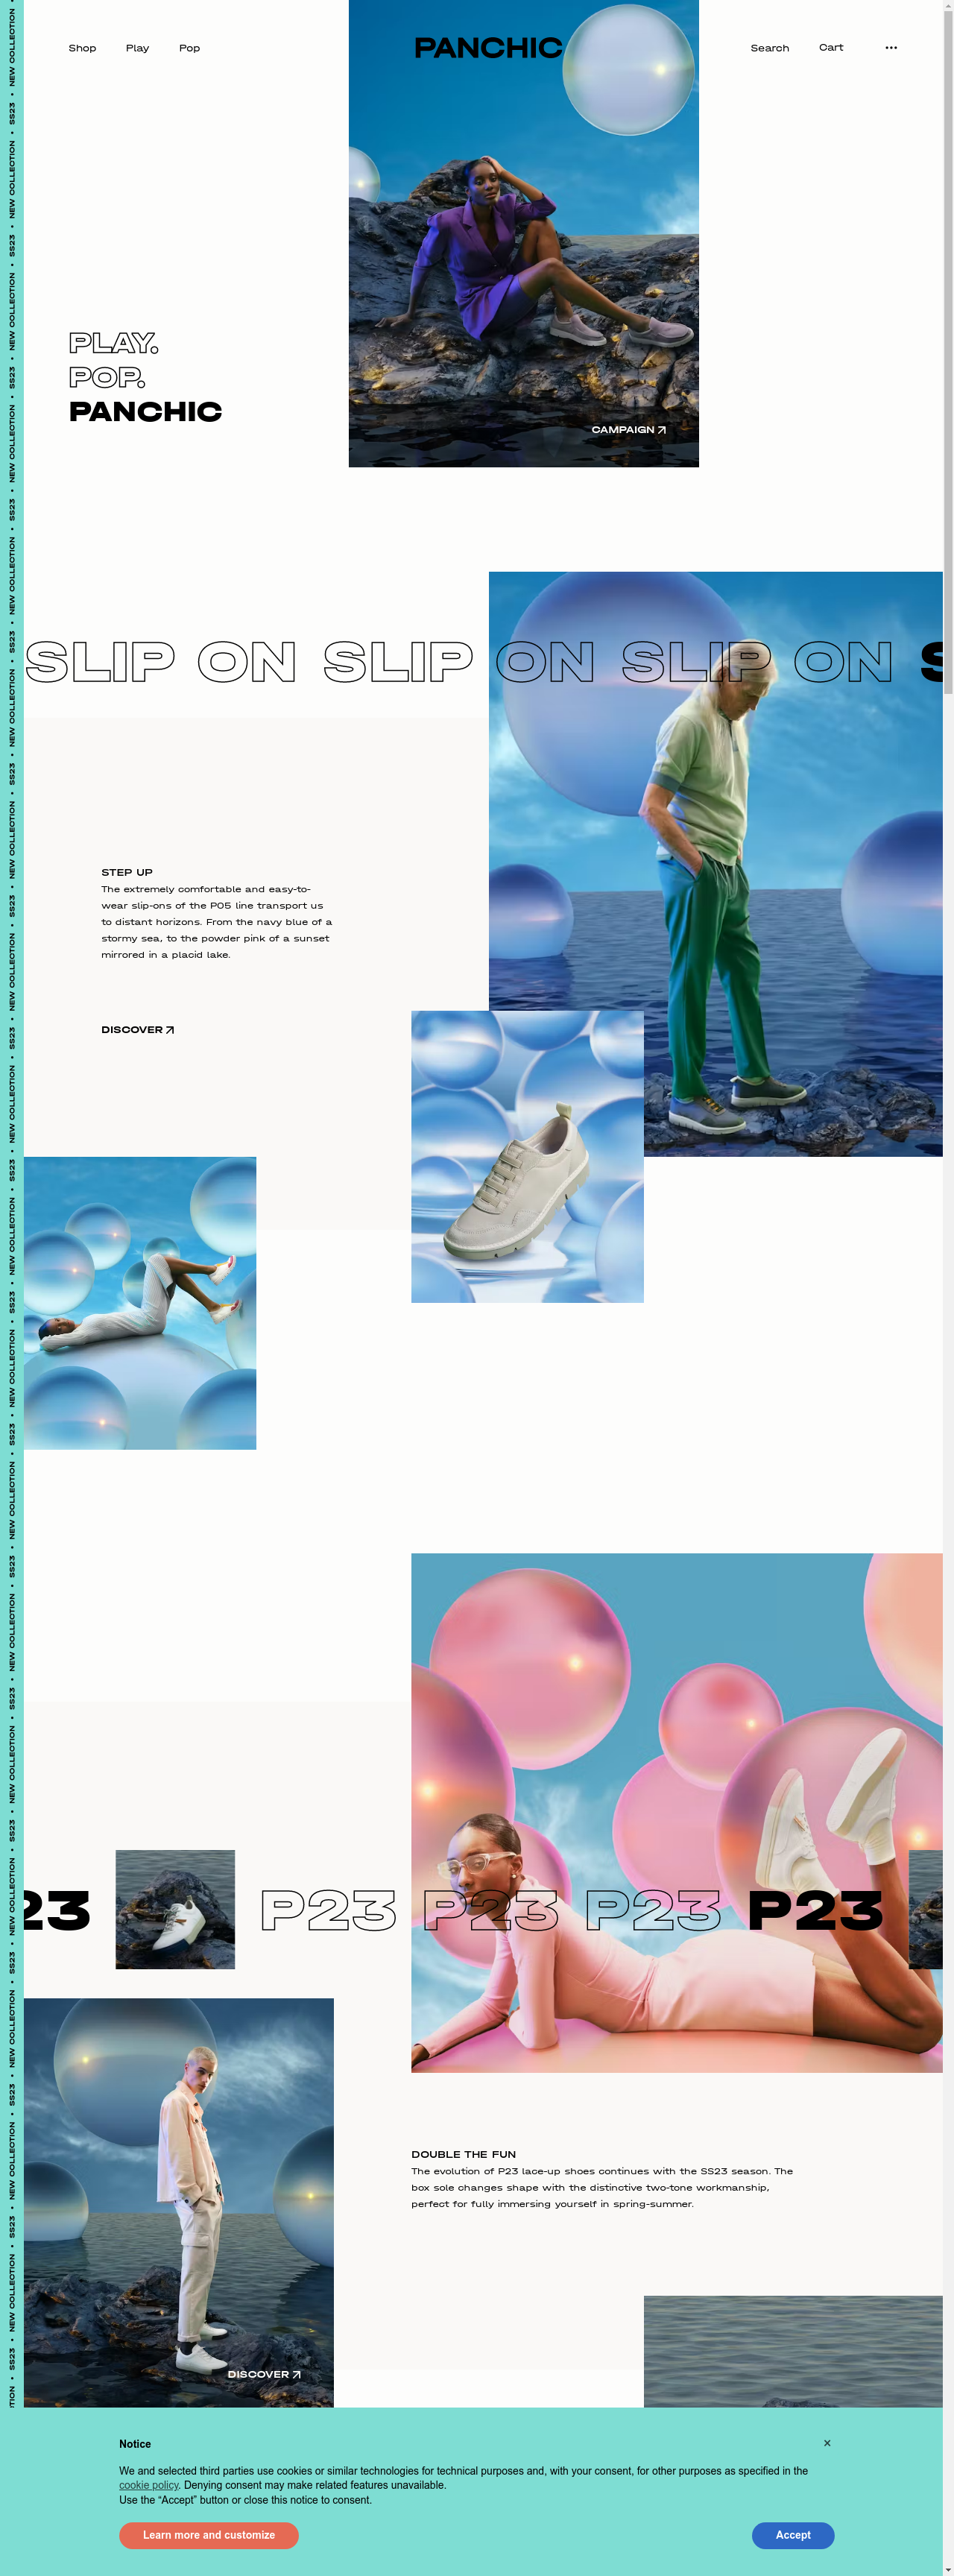 Shop
Play
Pop
PANCHIC
Search
Cart
PLAY.
POP.
PANCHIC
CAMPAIGN
NEW COLLECTION • SS23 • NEW COLLECTION • SS23 • NEW COLLECTION • SS23 • NEW COLLECTION • SS23 • NEW COLLECTION • SS23 • NEW COLLECTION • SS23 • NEW COLLECTION • SS23 • NEW COLLECTION • SS23 • NEW COLLECTION • SS23 • NEW COLLECTION • SS23 • NEW COLLECTION • SS23 • NEW COLLECTION • SS23 • NEW COLLECTION • SS23 • NEW COLLECTION • SS23 • NEW COLLECTION • SS23 • NEW COLLECTION • SS23 • NEW COLLECTION • SS23 • NEW COLLECTION • SS23
SLIP ON SLIP ON SLIP ON S
STEP UP
The extremely comfortable and easy-to-
wear slip-ons of the P05 line transport us
to distant horizons. From the navy blue of a
stormy sea, to the powder pink of a sunset
mirrored in a placid lake.
DISCOVER
23 P23 P23 P23 P23
DOUBLE THE FUN
The evolution of P23 lace-up shoes continues with the SS23 season. The
box sole changes shape with the distinctive two-tone workmanship,
perfect for fully immersing yourself in spring-summer.
DISCOVER
Notice
×
We and selected third parties use cookies or similar technologies for technical purposes and, with your consent, for other purposes as specified in the
cookie policy. Denying consent may make related features unavailable.
Use the “Accept” button or close this notice to consent.
Learn more and customize
Accept